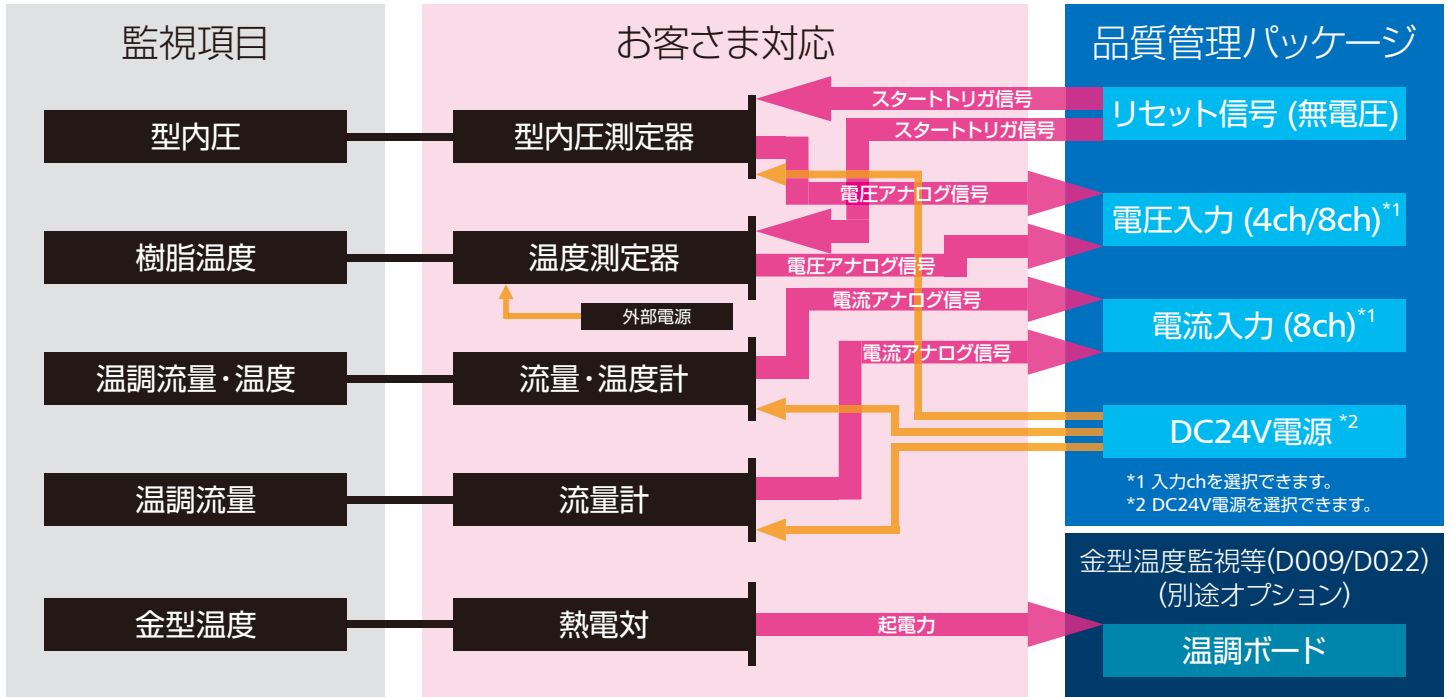 監視項目
お客さま対応
品質管理パッケージ
型内圧
型内圧測定器
スタートトリガ信号
スタートトリガ信号
リセット信号 (無電圧)
電圧アナログ信号
電圧入力 (4ch/8ch)*1
樹脂温度
温度測定器
電圧アナログ信号
外部電源
電流アナログ信号
電流入力 (8ch)*1
温調流量・温度
流量・温度計
電流アナログ信号
DC24V電源 *2
*1 入力chを選択できます。
*2 DC24V電源を選択できます。
温調流量
流量計
金型温度監視等(D009/D022)
(別途オプション)
金型温度
熱電対
起電力
温調ボード